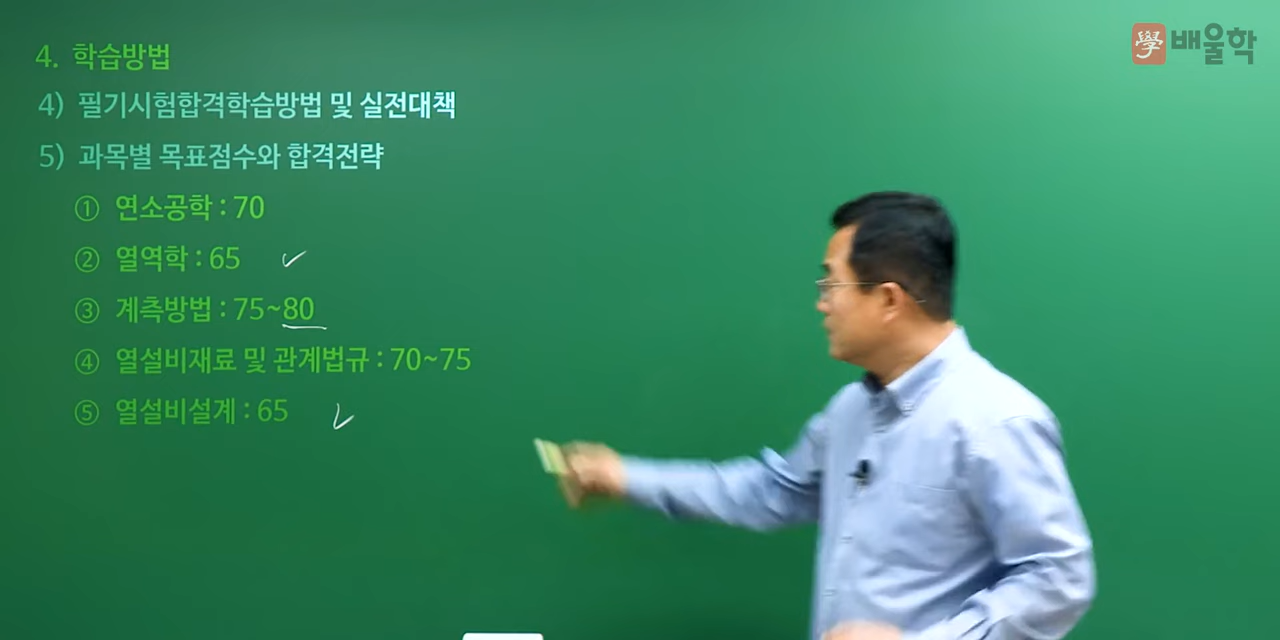 學 배울학
4. 학습방법
4) 필기시험합격학습방법 및 실전대책
5) 과목별 목표점수와 합격전략
① 연소공학 : 70
② 열역학 : 65
③ 계측방법 : 75~80
④ 열설비재료 및 관계법규 : 70~75
⑤ 열설비설계 : 65